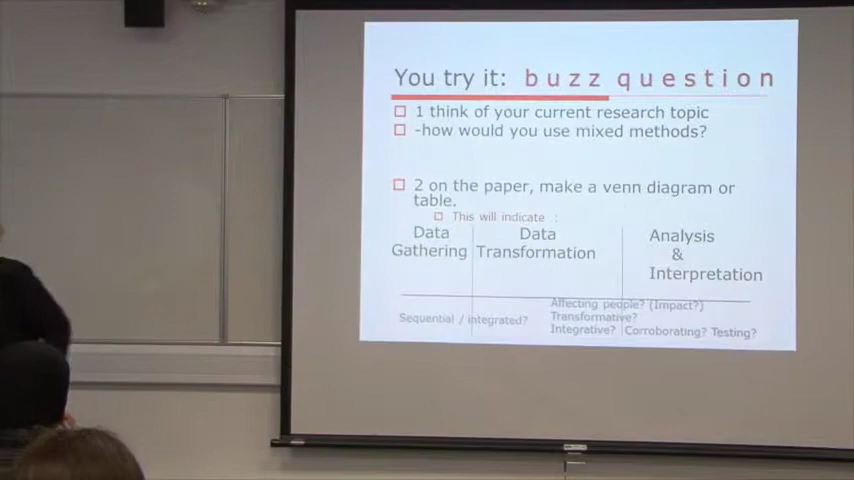 You try it: buzz question
1 think of your current research topic
-how would you use mixed methods?
2 on the paper, make a venn diagram or
table.
This will indicate :
Data Gathering
Data Transformation
Analysis & Interpretation
Sequential / integrated?
Affecting people? (Impact?)
Transformative?
Integrative? Corroborating? Testing?